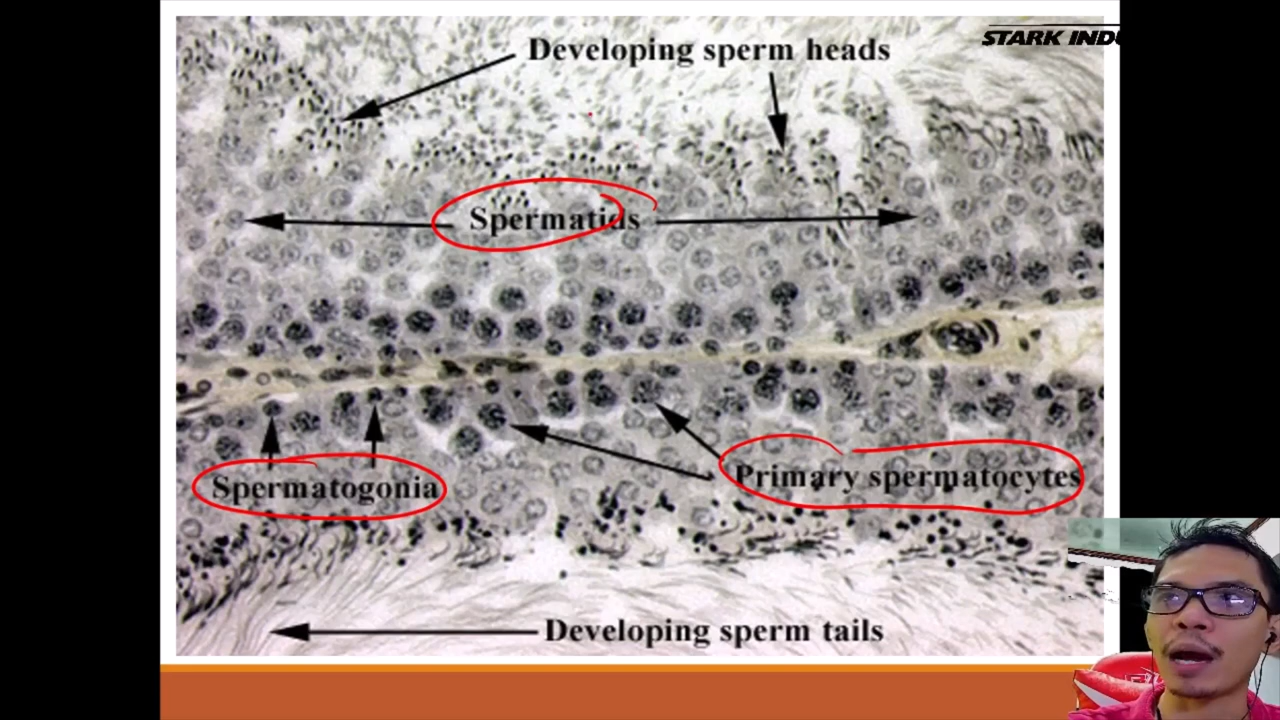 STARK INDU
Developing sperm heads
Spermatids
Spermatogonia
Primary spermatocytes
Developing sperm tails